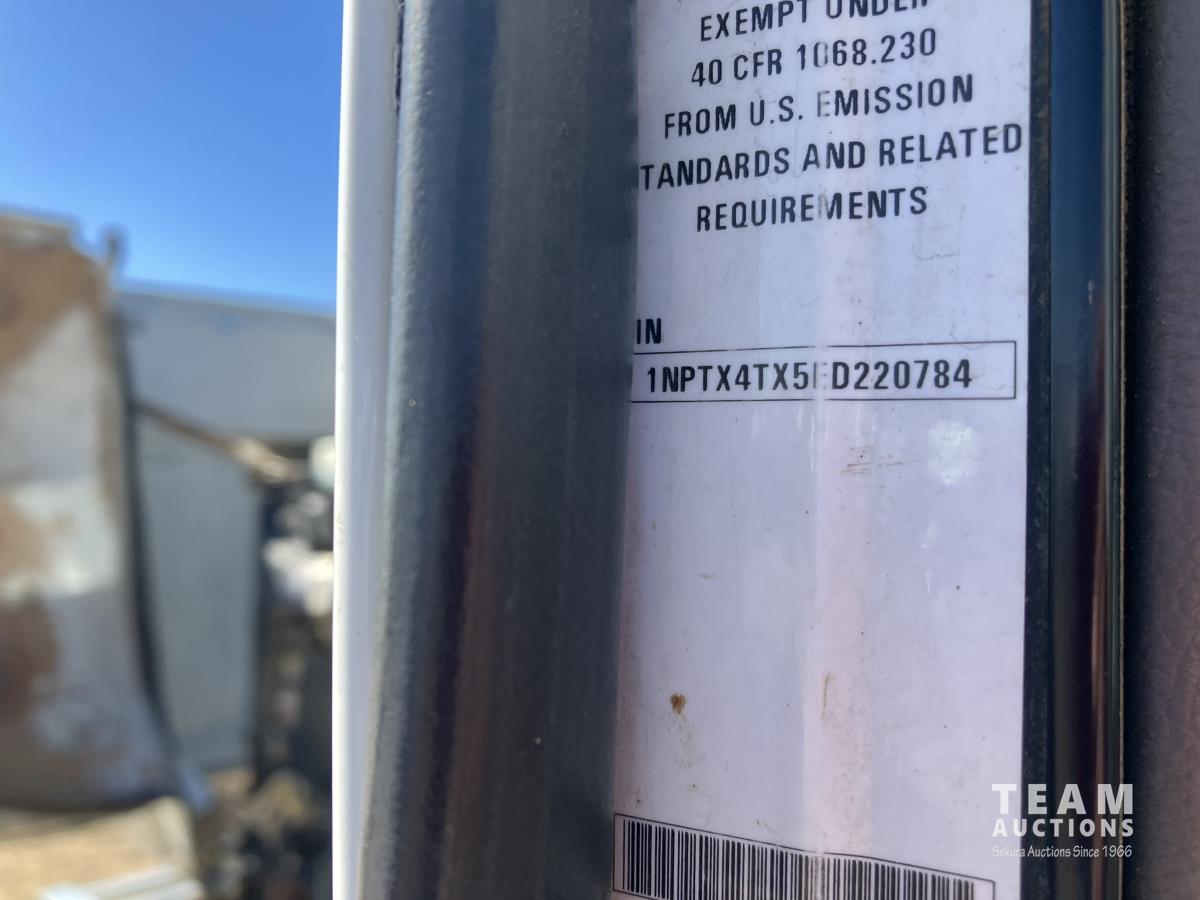 EXEMPT UNDER
40 CFR 1068.230
FROM U.S. EMISSION
TANDARDS AND RELATED
REQUIREMENTS
IN
1NPTX4TX5ED220784
TEAM
AUCTIONS
Sekura Auctions Since 1966